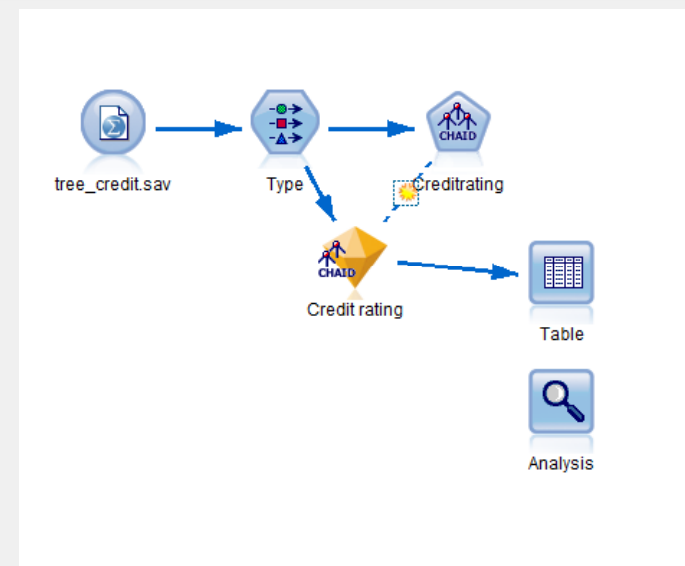 CHAID
tree_credit.sav
Type
Creditrating
CHAID
Credit rating
Table
Analysis